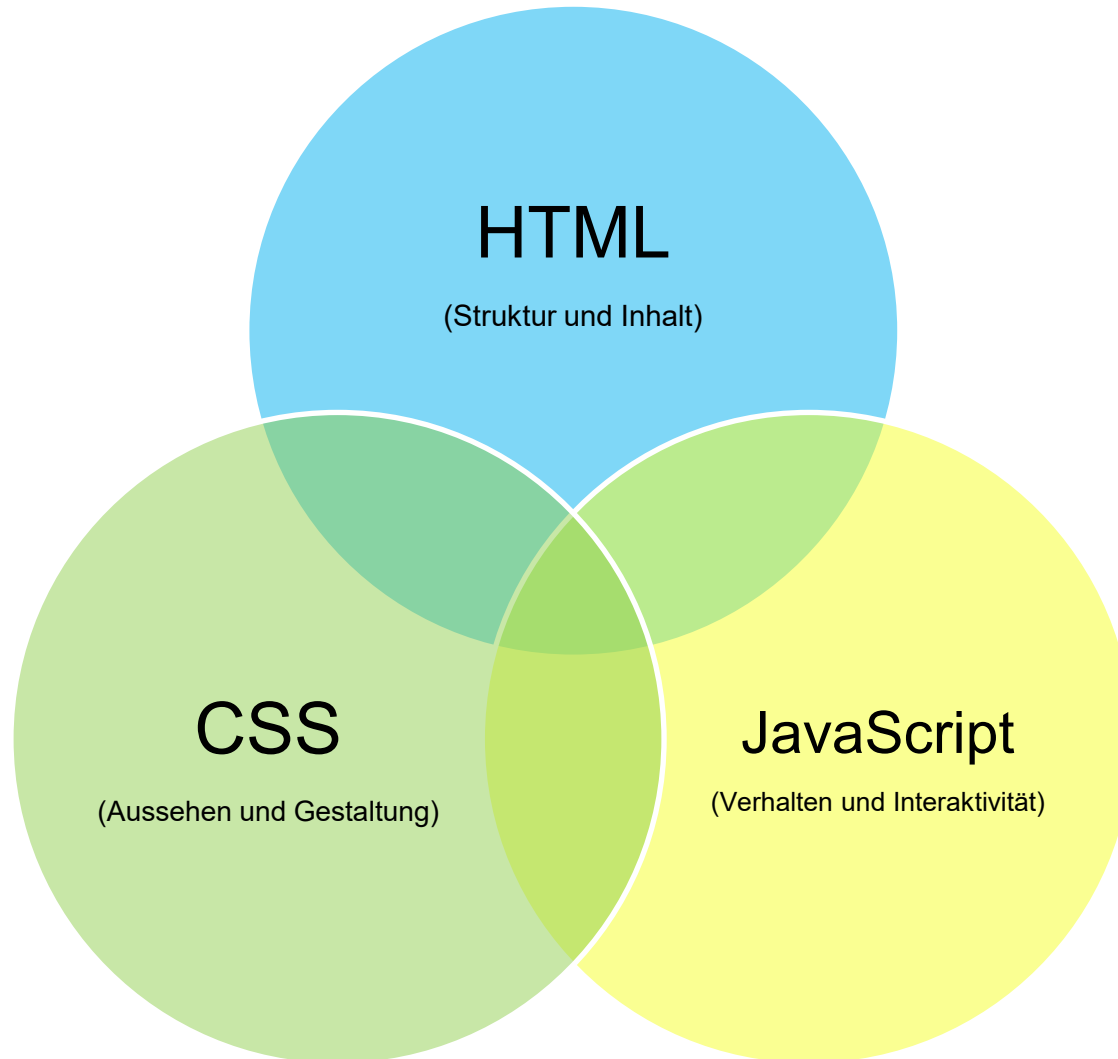 HTML
(Struktur und Inhalt)
CSS
(Aussehen und Gestaltung)
JavaScript
(Verhalten und Interaktivität)